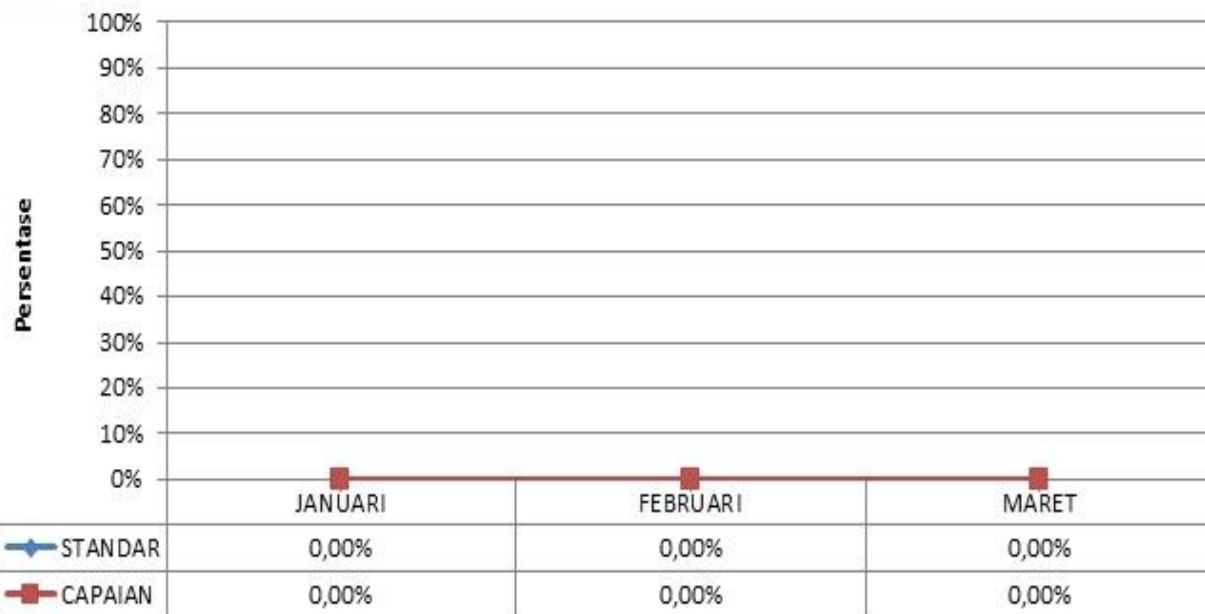 100%
90%
80%
70%
60%
50%
40%
30%
20%
10%
0%
Persentase
JANUARI FEBRUARI MARET
STANDAR 0,00% 0,00% 0,00%
CAPAIAN 0,00% 0,00% 0,00%